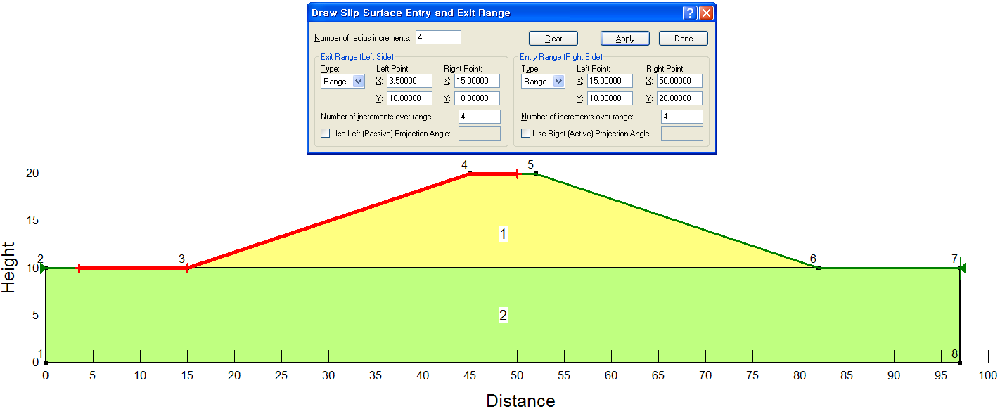 Draw Slip Surface Entry and Exit Range
Number of radius increments: 4 Clear Apply Done
Exit Range (Left Side) Entry Range (Right Side)
Type: Left Point: Right Point: Type: Left Point: Right Point:
Range X: 3.50000 X: 15.00000 Range X: 15.00000 X: 50.00000
Y: 10.00000 Y: 10.00000 Y: 10.00000 Y: 20.00000
Number of increments over range: 4 Number of increments over range: 4
Use Left (Passive) Projection Angle: Use Right (Active) Projection Angle:
4 5
20
15
1
2 3 6 7
10
Height
5
2
1 8
0
0 5 10 15 20 25 30 35 40 45 50 55 60 65 70 75 80 85 90 95 100
Distance